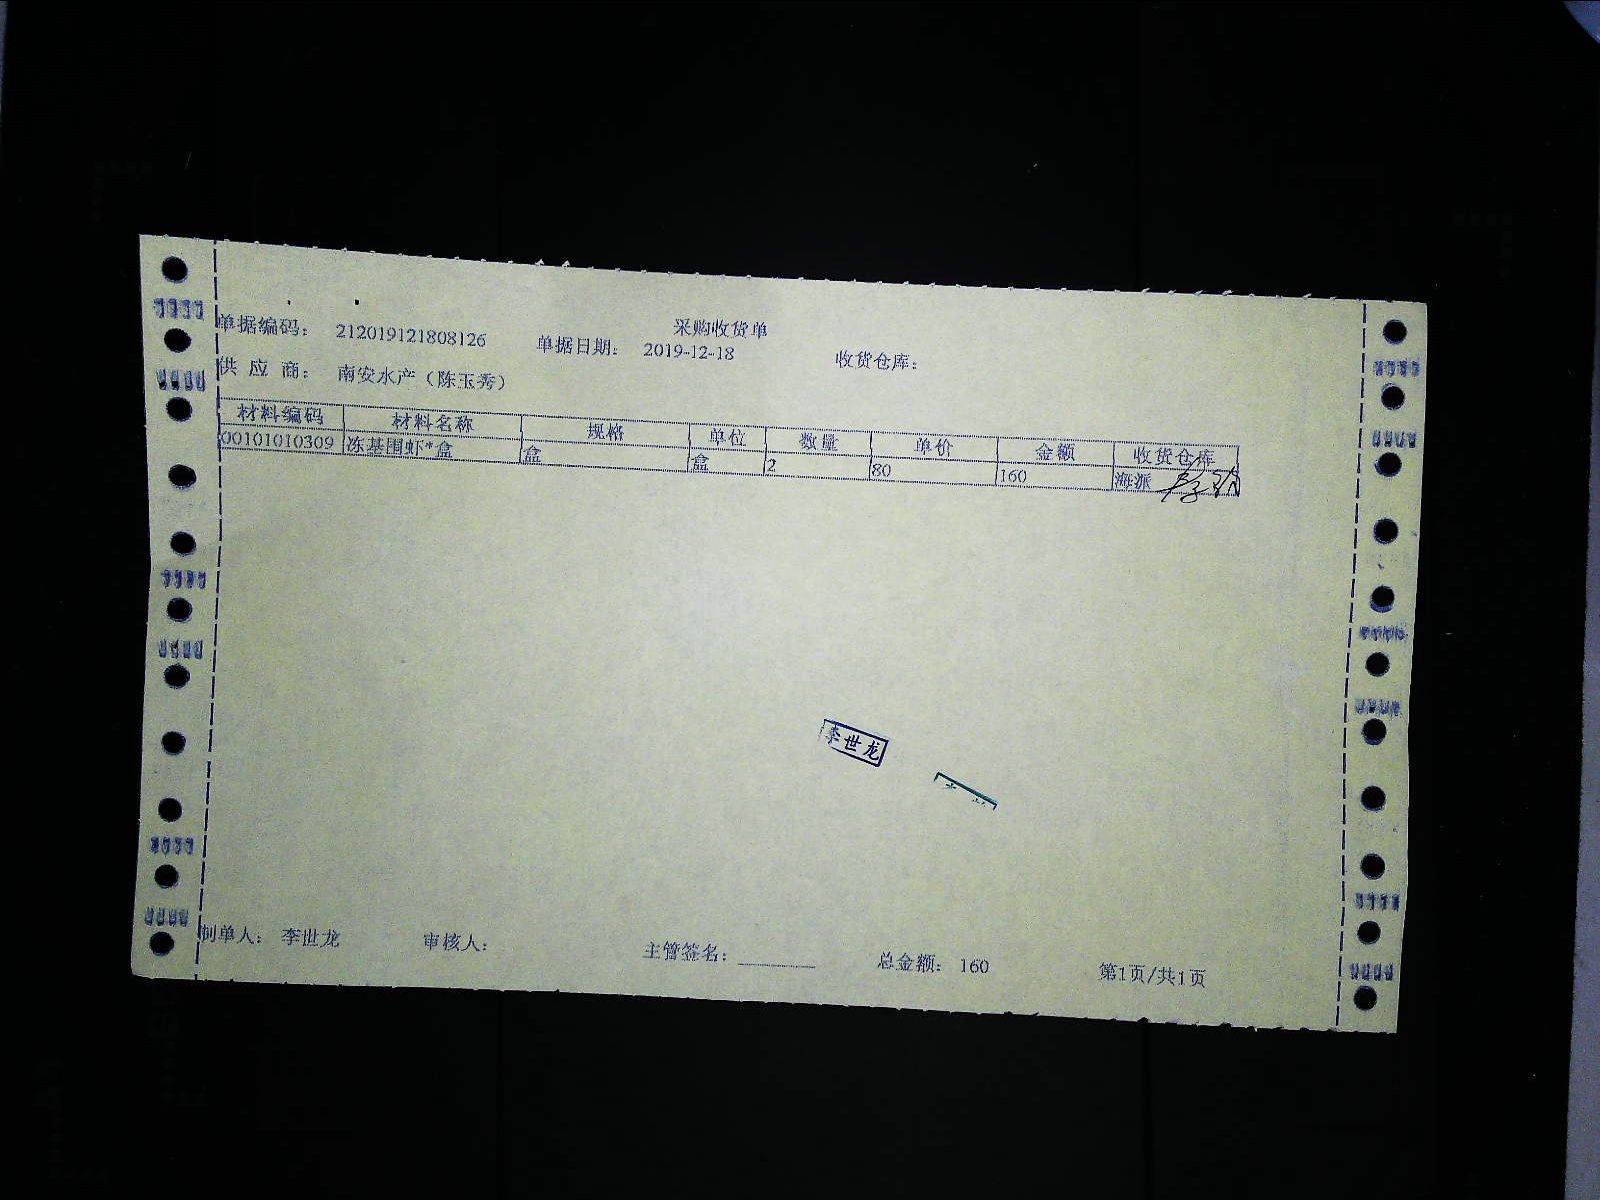 采购收货单
单据编码: 212019121808126 单据日期: 2019-12-18 收货仓库:
供应商: 南安水产（陈玉秀）
材料编码 材料名称 规格 单位 数量 单价 金额 收货仓库
00101010309 冻基围虾*盒 盒 盒 2 80 160 海派
李世龙
制单人: 李世龙 审核人: 主管签名: 总金额: 160 第1页/共1页